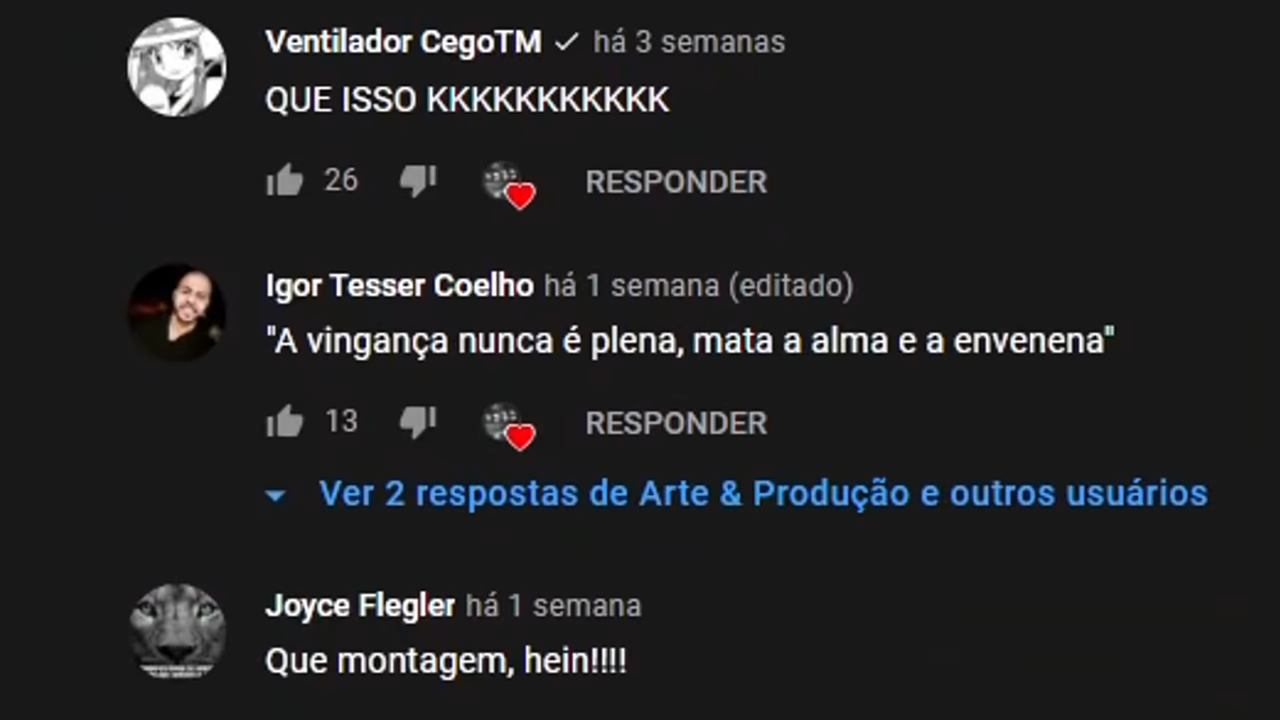 Ventilador CegoTM ✓ há 3 semanas
QUE ISSO KKKKKKKKKKK
26 RESPONDER
Igor Tesser Coelho há 1 semana (editado)
"A vingança nunca é plena, mata a alma e a envenena"
13 RESPONDER
Ver 2 respostas de Arte & Produção e outros usuários
Joyce Flegler há 1 semana
Que montagem, hein!!!!